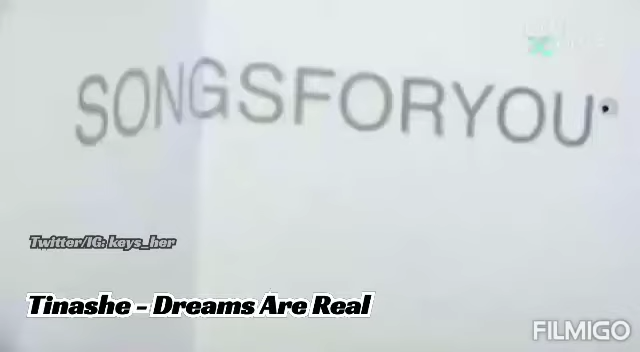 SONGSFORYOU
Twitter/IG: keys_her
Tinashe - Dreams Are Real
FILMIGO